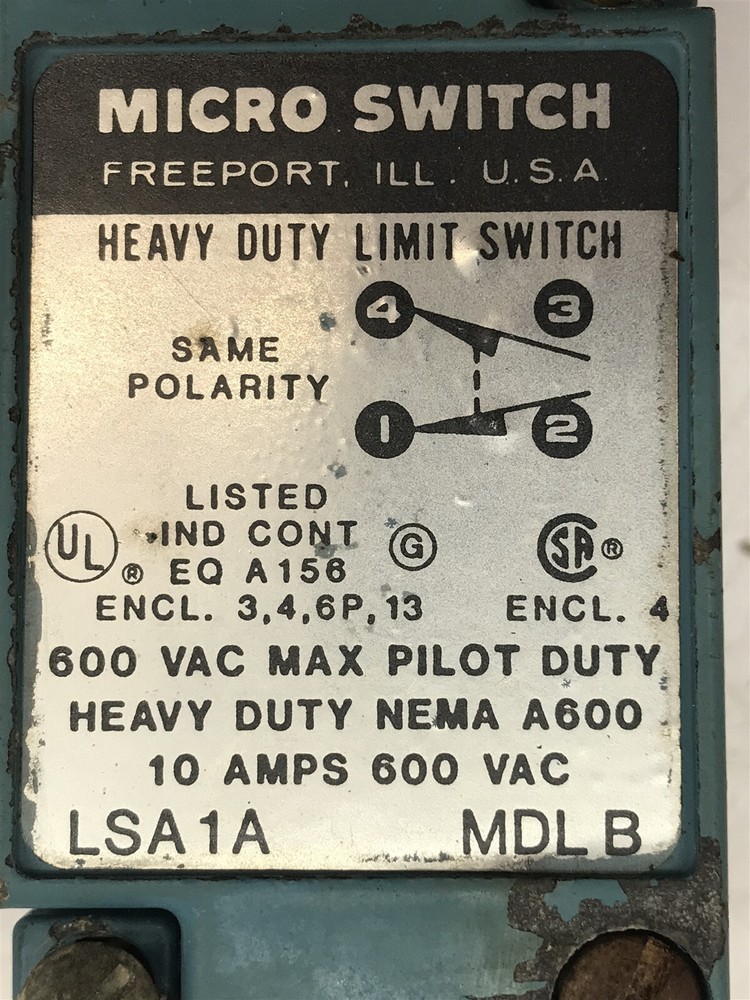 MICRO SWITCH
FREEPORT, ILL. U.S.A.
HEAVY DUTY LIMIT SWITCH
4 3
SAME
POLARITY
1 2
LISTED
UL® IND CONT G SA®
EQ A156
ENCL. 3,4,6P,13 ENCL. 4
600 VAC MAX PILOT DUTY
HEAVY DUTY NEMA A600
10 AMPS 600 VAC
LSA1A MDL B